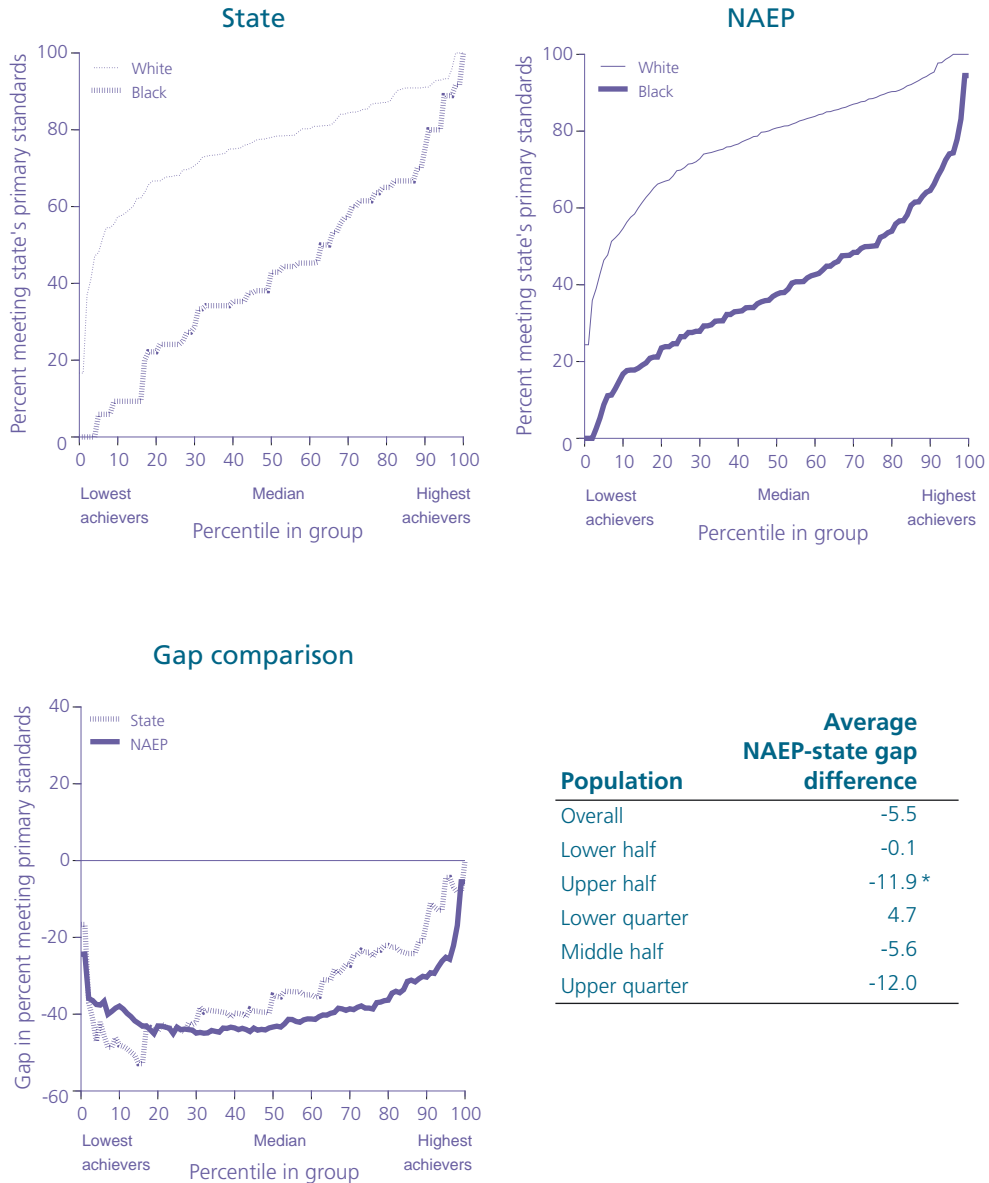 State
Percent meeting state's primary standards
100
80
60
40
20
0
White
Black
0 10 20 30 40 50 60 70 80 90 100
Lowest achievers
Median
Highest achievers
Percentile in group
NAEP
Percent meeting state's primary standards
100
80
60
40
20
0
White
Black
0 10 20 30 40 50 60 70 80 90 100
Lowest achievers
Median
Highest achievers
Percentile in group
Gap comparison
Gap in percent meeting primary standards
40
20
0
-20
-40
-60
State
NAEP
0 10 20 30 40 50 60 70 80 90 100
Lowest achievers
Median
Highest achievers
Percentile in group
Average
NAEP-state gap
Population difference
Overall -5.5
Lower half -0.1
Upper half -11.9 *
Lower quarter 4.7
Middle half -5.6
Upper quarter -12.0